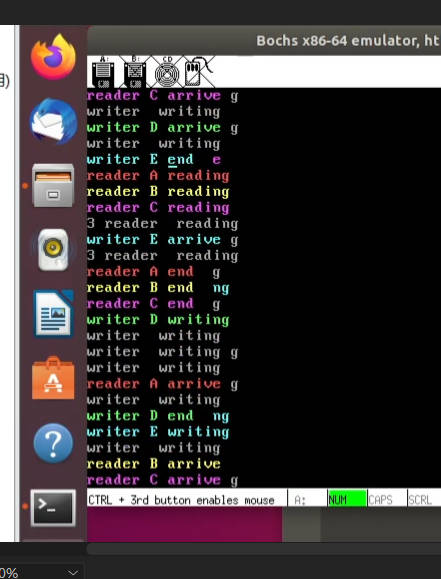 Bochs x86-64 emulator, ht
A:
B:
CD
reader C arrive g
writer  writing
writer D arrive g
writer  writing
writer E end  e
reader A reading
reader B reading
reader C reading
3 reader  reading
writer E arrive g
3 reader  reading
reader A end  g
reader B end  ng
reader C end  g
writer D writing
writer  writing
writer  writing g
writer  writing
reader A arrive g
writer  writing
writer D end  ng
writer E writing
writer  writing
reader B arrive
reader C arrive g
CTRL + 3rd button enables mouse
A:
NUM
CAPS
SCRL
0%